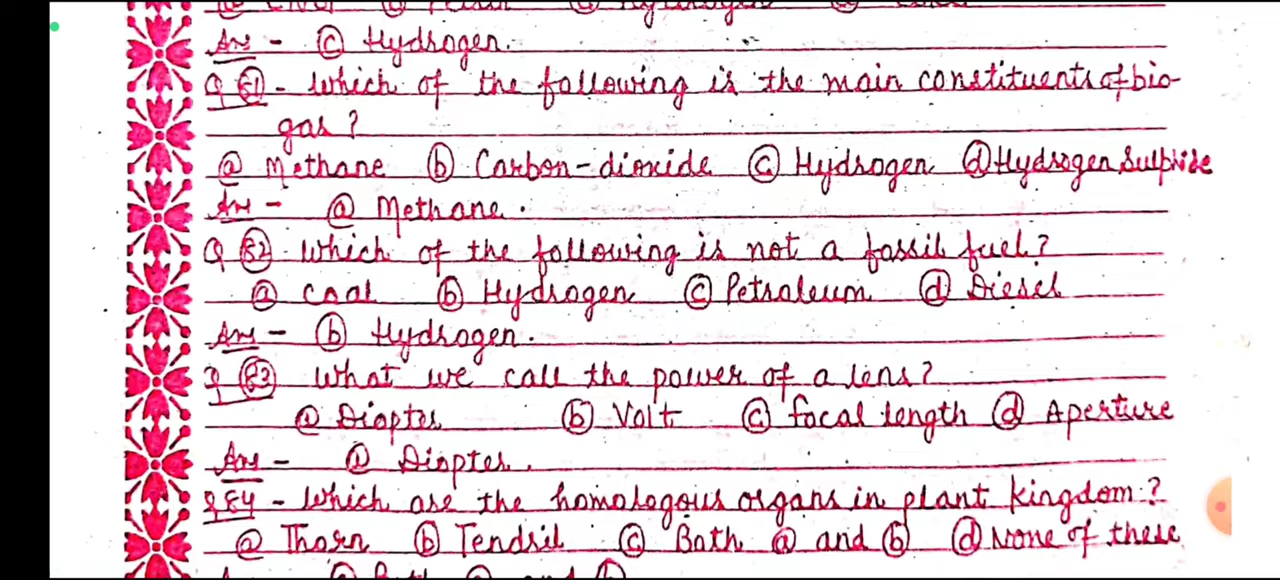 Ans - ⓒ Hydrogen.
Q 81 - Which of the following is the main constituents of bio-
gas?
ⓐ Methane ⓑ Carbon-dioxide ⓒ Hydrogen ⓓ Hydrogen Sulphide
Ans - ⓐ Methane.
Q 82. Which of the following is not a fossil fuel?
ⓐ Coal ⓑ Hydrogen ⓒ Petroleum ⓓ Diesel
Ans - ⓑ Hydrogen.
Q 83 What we call the power of a lens?
ⓐ Diopter ⓑ Volt ⓒ focal length ⓓ Aperture
Ans - ⓐ Diopter.
Q 84 - Which are the homologous organs in plant kingdom?
ⓐ Thorn ⓑ Tendril ⓒ Both ⓐ and ⓑ ⓓ None of these